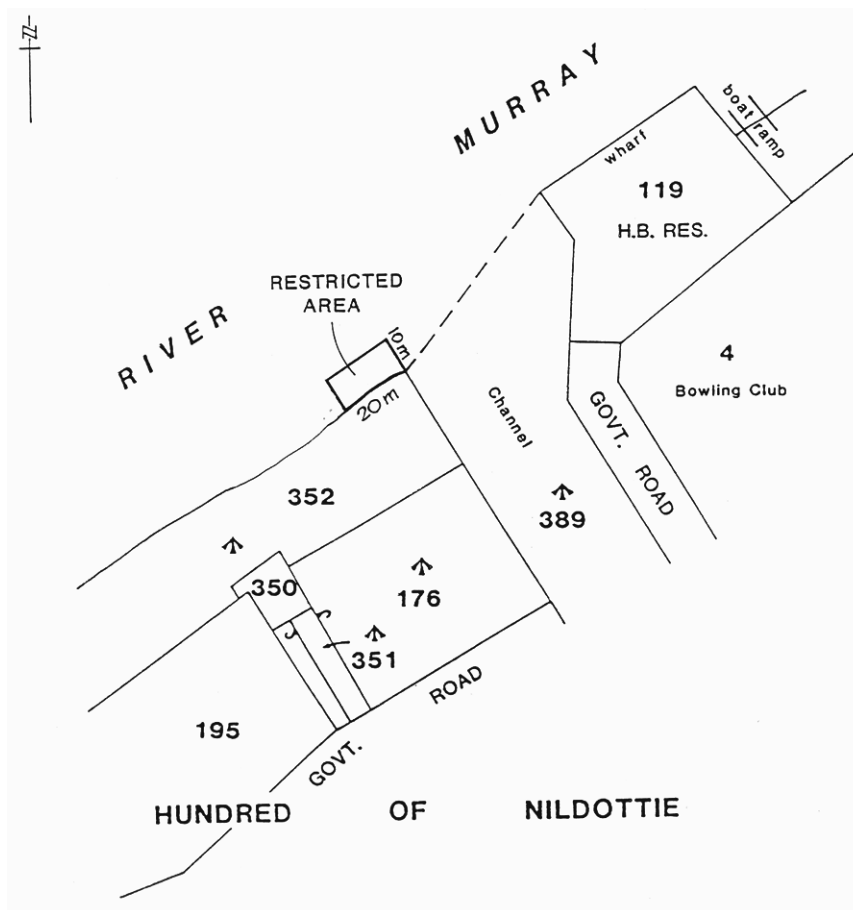 N
RIVER MURRAY
boat ramp
wharf
119
H.B. RES.
RESTRICTED
AREA
10m
20m
4
Bowling Club
Channel
GOVT. ROAD
352
389
350
176
351
195
GOVT. ROAD
HUNDRED OF NILDOTTIE